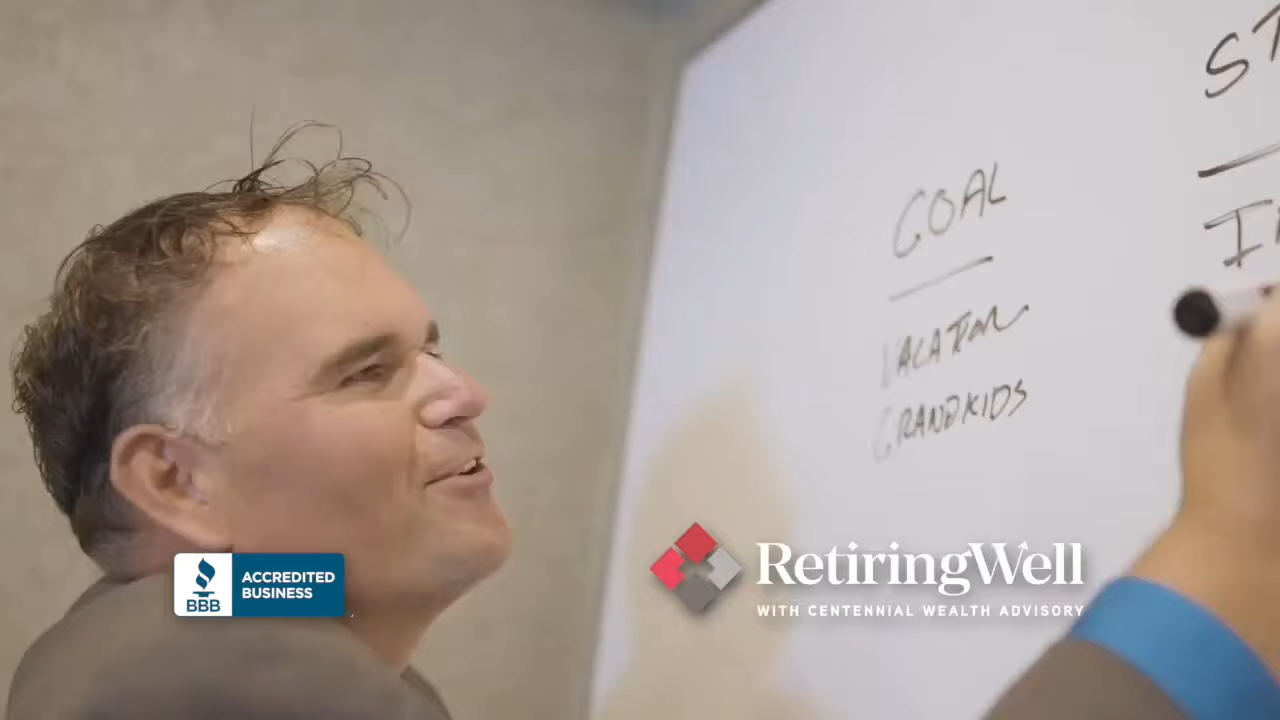 GOAL
VACATION
GRANDKIDS
BBB
ACCREDITED
BUSINESS
RetiringWell
WITH CENTENNIAL WEALTH ADVISORY